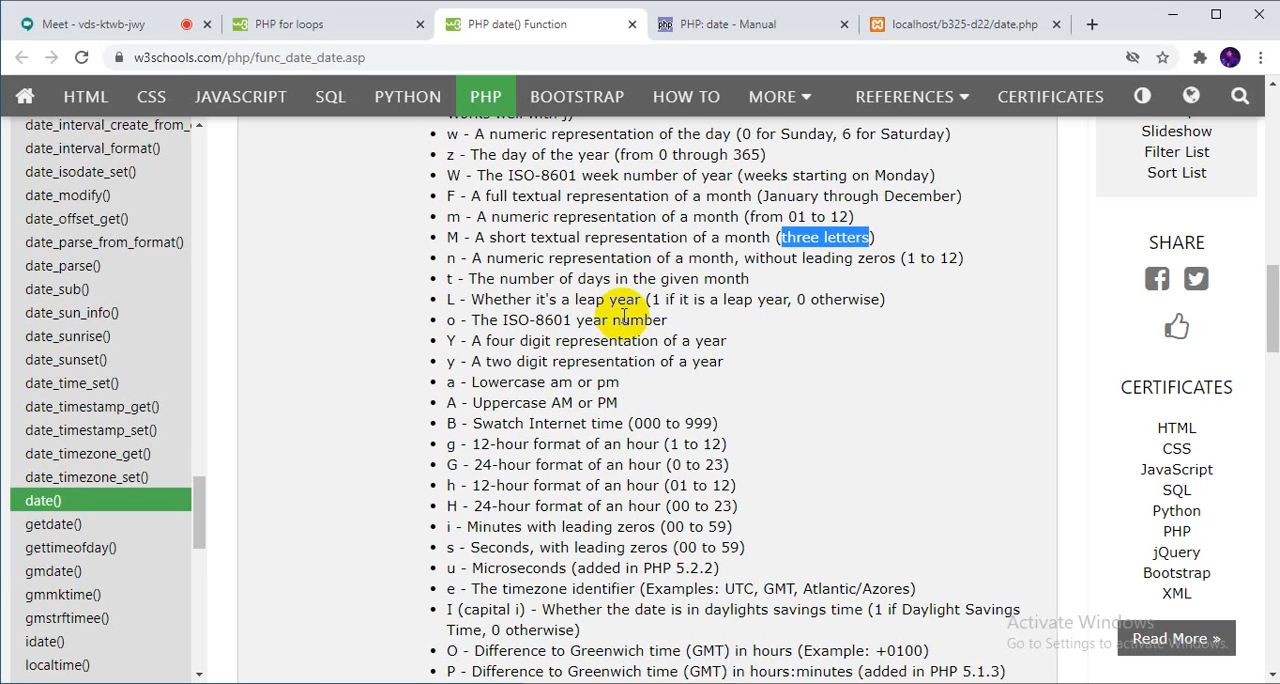 Meet - vds-ktwb-jwy
PHP for loops
PHP date() Function
PHP: date - Manual
localhost/b325-d22/date.php
w3schools.com/php/func_date_date.asp
HTML CSS JAVASCRIPT SQL PYTHON PHP BOOTSTRAP HOW TO MORE REFERENCES CERTIFICATES
date_interval_create_from_
date_interval_format()
date_isodate_set()
date_modify()
date_offset_get()
date_parse_from_format()
date_parse()
date_sub()
date_sun_info()
date_sunrise()
date_sunset()
date_time_set()
date_timestamp_get()
date_timestamp_set()
date_timezone_get()
date_timezone_set()
date()
getdate()
gettimeofday()
gmdate()
gmmktime()
gmstrftimee()
idate()
localtime()
works well with j)
w - A numeric representation of the day (0 for Sunday, 6 for Saturday)
z - The day of the year (from 0 through 365)
W - The ISO-8601 week number of year (weeks starting on Monday)
F - A full textual representation of a month (January through December)
m - A numeric representation of a month (from 01 to 12)
M - A short textual representation of a month (three letters)
n - A numeric representation of a month, without leading zeros (1 to 12)
t - The number of days in the given month
L - Whether it's a leap year (1 if it is a leap year, 0 otherwise)
o - The ISO-8601 year number
Y - A four digit representation of a year
y - A two digit representation of a year
a - Lowercase am or pm
A - Uppercase AM or PM
B - Swatch Internet time (000 to 999)
g - 12-hour format of an hour (1 to 12)
G - 24-hour format of an hour (0 to 23)
h - 12-hour format of an hour (01 to 12)
H - 24-hour format of an hour (00 to 23)
i - Minutes with leading zeros (00 to 59)
s - Seconds, with leading zeros (00 to 59)
u - Microseconds (added in PHP 5.2.2)
e - The timezone identifier (Examples: UTC, GMT, Atlantic/Azores)
I (capital i) - Whether the date is in daylights savings time (1 if Daylight Savings
Time, 0 otherwise)
O - Difference to Greenwich time (GMT) in hours (Example: +0100)
P - Difference to Greenwich time (GMT) in hours:minutes (added in PHP 5.1.3)
Slideshow
Filter List
Sort List
SHARE
CERTIFICATES
HTML
CSS
JavaScript
SQL
Python
PHP
jQuery
Bootstrap
XML
Read More »
Activate Windows
Go to Settings to activate Windows.